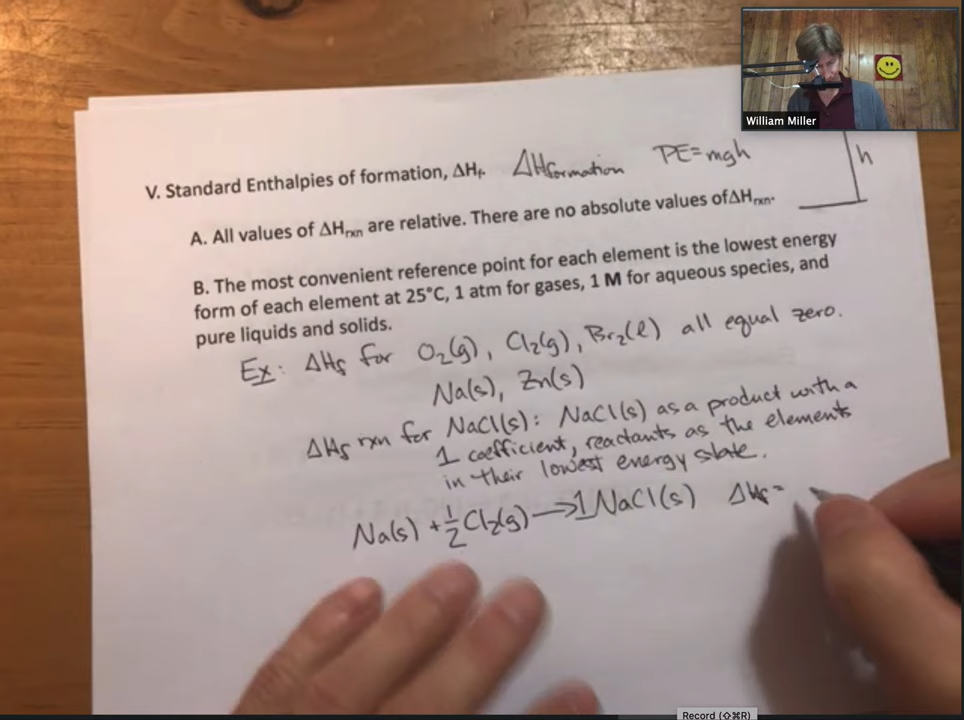 William Miller
V. Standard Enthalpies of formation, ΔHf. ΔHformation PE=mgh
h
A. All values of ΔHrxn are relative. There are no absolute values of ΔHrxn.
B. The most convenient reference point for each element is the lowest energy
form of each element at 25°C, 1 atm for gases, 1 M for aqueous species, and
pure liquids and solids.
Ex: ΔHf for O2(g), Cl2(g), Br2(l) all equal zero.
Na(s), Zn(s)
ΔHf rxn for NaCl(s): NaCl(s) as a product with a
1 coefficient, reactants as the elements
in their lowest energy state.
Na(s) + 1/2 Cl2(g) → 1 NaCl(s) ΔHf =
Record (⇧⌘R)